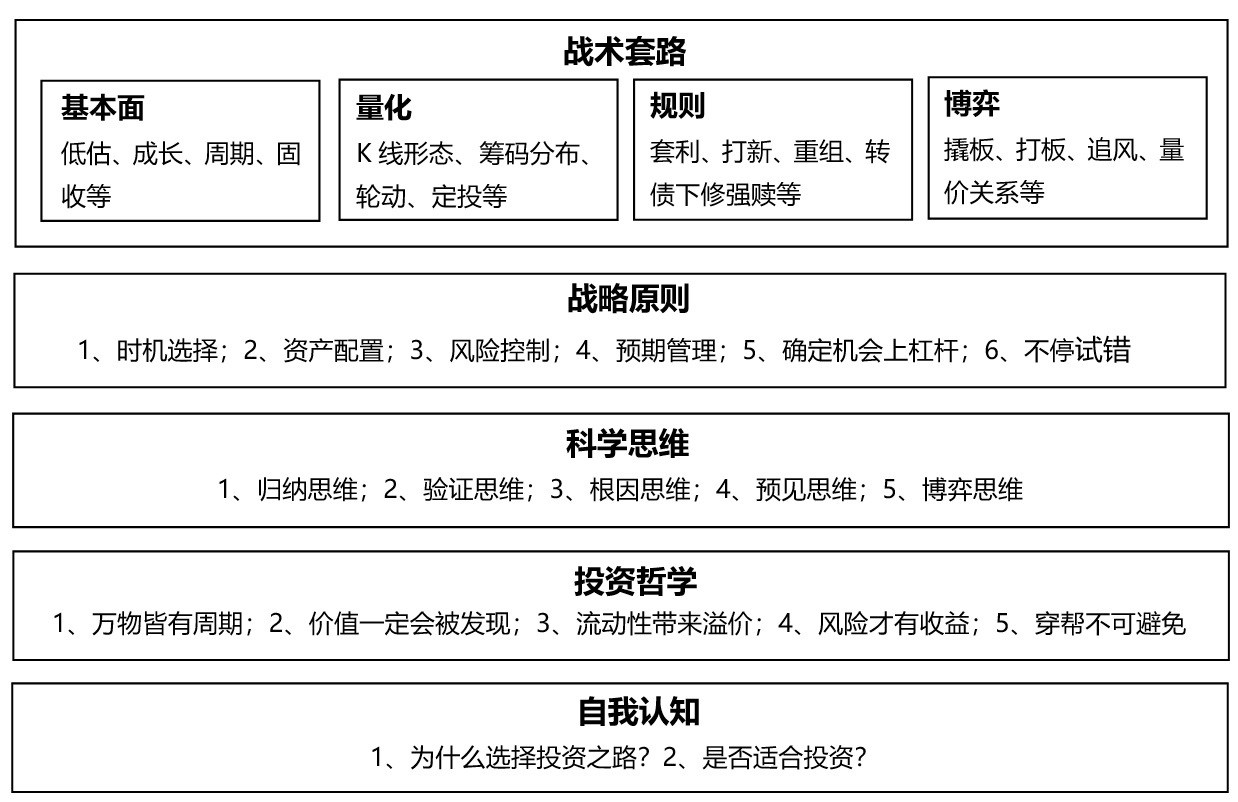 战术套路
基本面
低估、成长、周期、固
收等
量化
K 线形态、筹码分布、
轮动、定投等
规则
套利、打新、重组、转
债下修强赎等
博弈
撬板、打板、追风、量
价关系等
战略原则
1、时机选择；2、资产配置；3、风险控制；4、预期管理；5、确定机会上杠杆；6、不停试错
科学思维
1、归纳思维；2、验证思维；3、根因思维；4、预见思维；5、博弈思维
投资哲学
1、万物皆有周期；2、价值一定会被发现；3、流动性带来溢价；4、风险才有收益；5、穿帮不可避免
自我认知
1、为什么选择投资之路？2、是否适合投资？